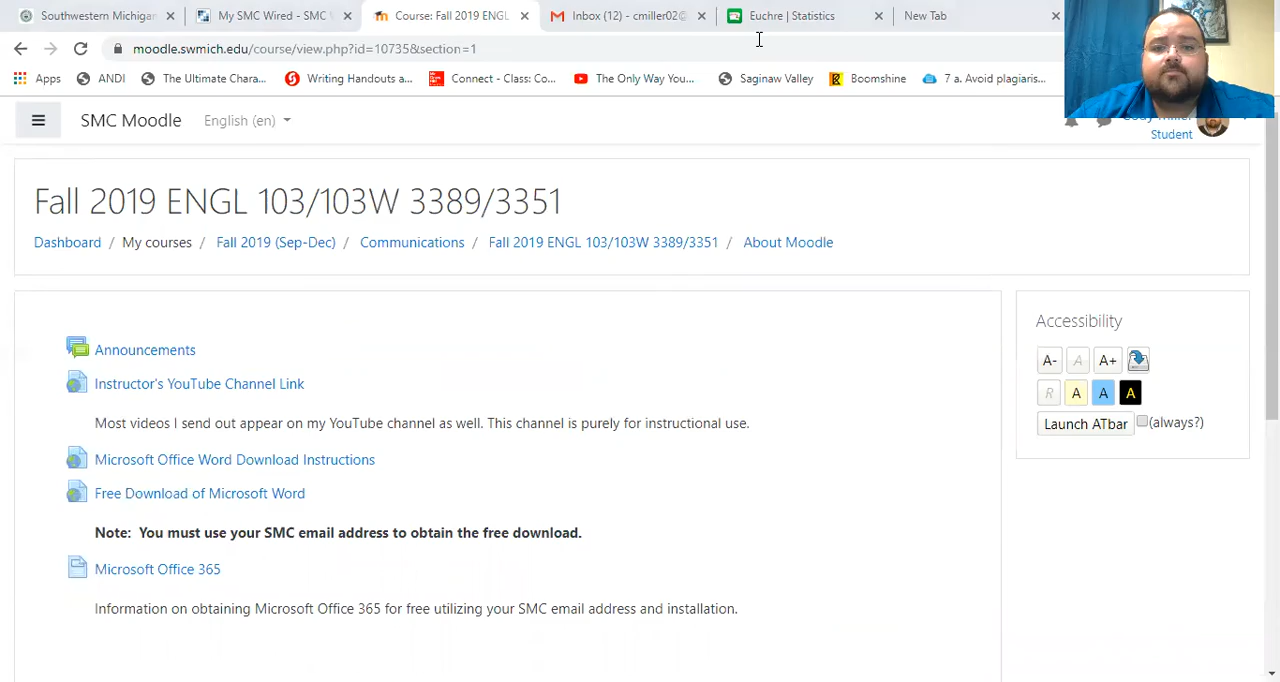 Southwestern Michiga
My SMC Wired - SMC
Course: Fall 2019 ENGL
Inbox (12) - cmiller02@
Euchre | Statistics
New Tab
moodle.swmich.edu/course/view.php?id=10735&section=1
Apps
ANDI
The Ultimate Chara...
Writing Handouts a...
Connect - Class: Co...
The Only Way You...
Saginaw Valley
Boomshine
7 a. Avoid plagiaris...
SMC Moodle
English (en)
Student
Fall 2019 ENGL 103/103W 3389/3351
Dashboard / My courses / Fall 2019 (Sep-Dec) / Communications / Fall 2019 ENGL 103/103W 3389/3351 / About Moodle
Announcements
Instructor's YouTube Channel Link
Most videos I send out appear on my YouTube channel as well. This channel is purely for instructional use.
Microsoft Office Word Download Instructions
Free Download of Microsoft Word
Note: You must use your SMC email address to obtain the free download.
Microsoft Office 365
Information on obtaining Microsoft Office 365 for free utilizing your SMC email address and installation.
Accessibility
A- A A+
R A A A
Launch ATbar (always?)